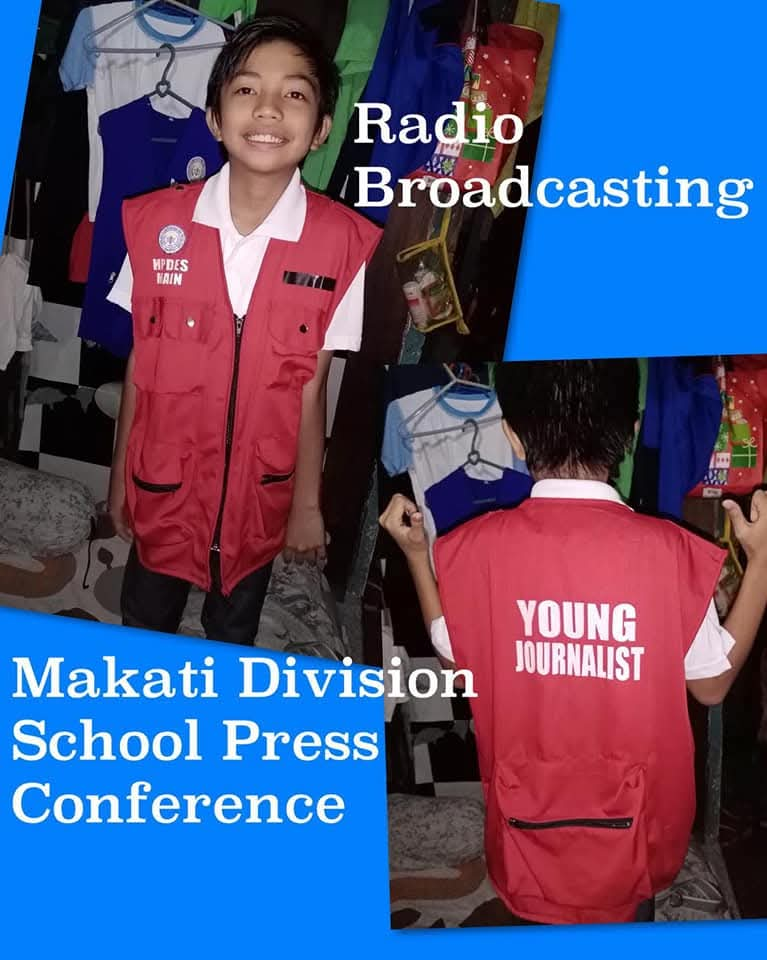 Radio
Broadcasting
MPDES
MAIN
YOUNG
JOURNALIST
Makati Division
School Press
Conference